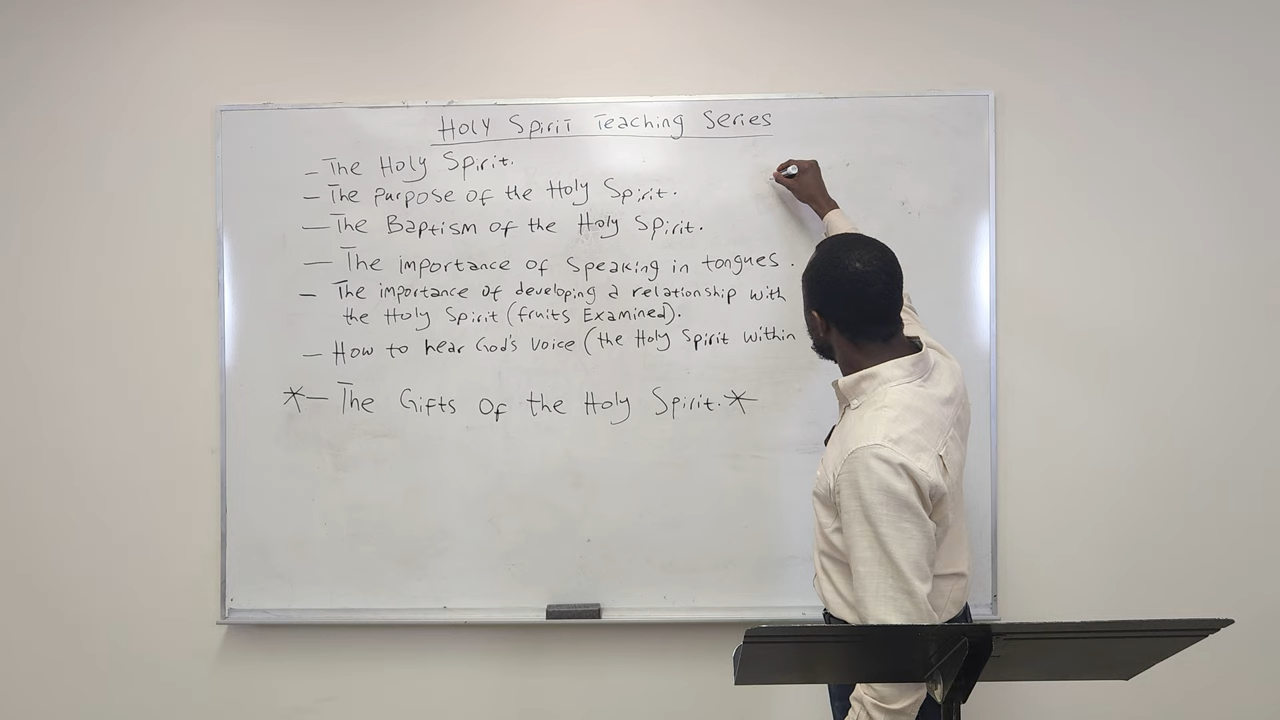 Holy Spirit Teaching Series
– The Holy Spirit.
– The purpose of the Holy Spirit.
– The Baptism of the Holy Spirit.
– The importance of speaking in tongues.
– The importance of developing a relationship with
the Holy Spirit (fruits Examined).
– How to hear God's voice (the Holy Spirit within
*– The Gifts of the Holy Spirit.*